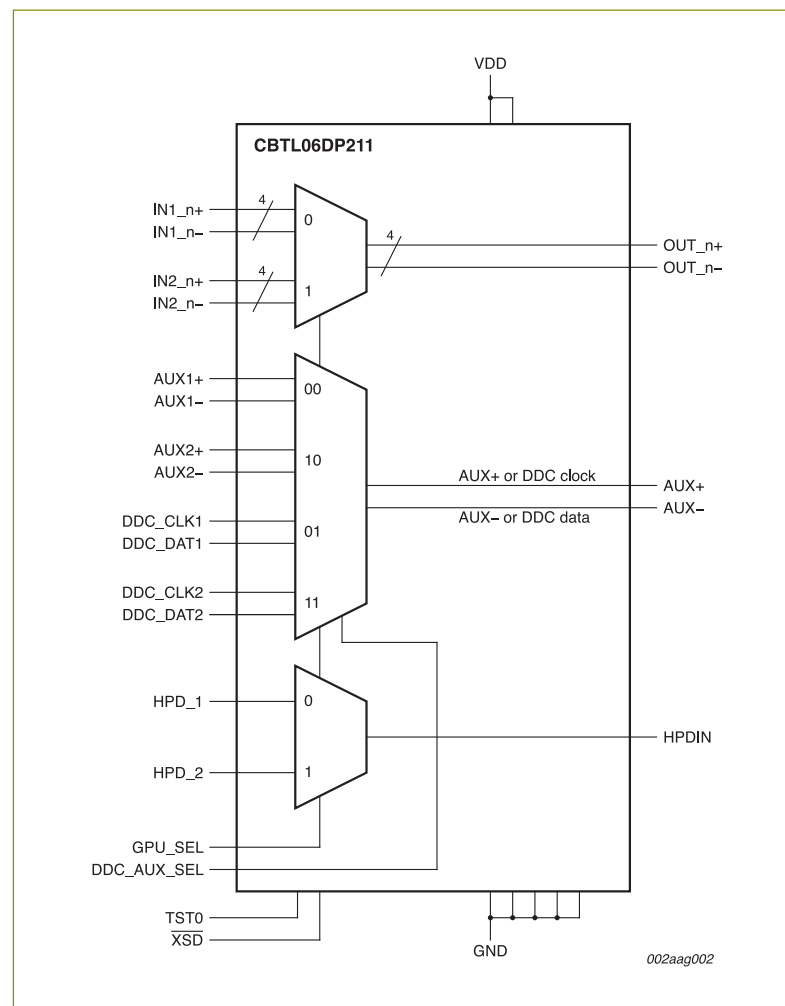 VDD
CBTL06DP211
IN1_n+
4
0
IN1_n−
4
OUT_n+
OUT_n−
IN2_n+
4
1
IN2_n−
AUX1+
00
AUX1−
AUX2+
10
AUX2−
AUX+ or DDC clock
AUX+
AUX− or DDC data
AUX−
DDC_CLK1
01
DDC_DAT1
DDC_CLK2
11
DDC_DAT2
HPD_1
0
HPDIN
HPD_2
1
GPU_SEL
DDC_AUX_SEL
TST0
XSD
GND
002aag002